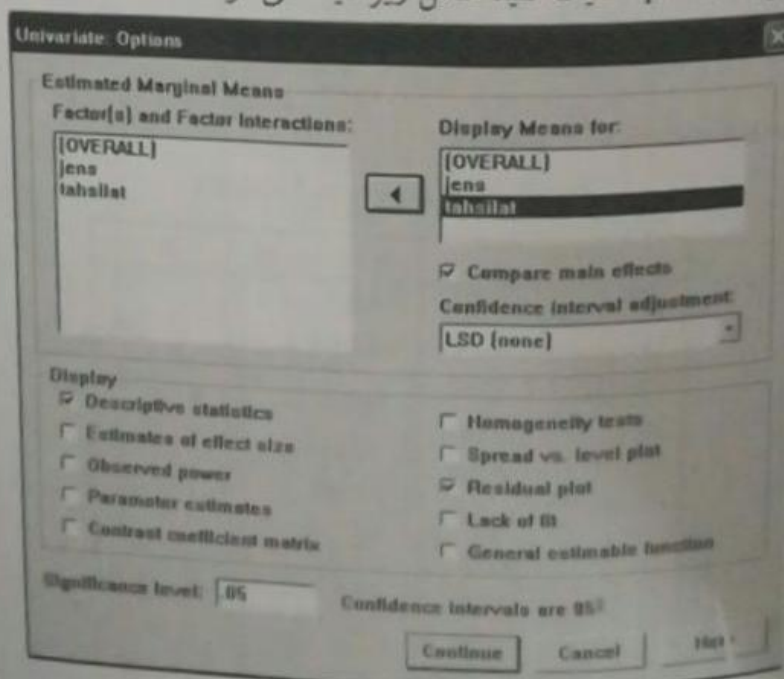 Univariate: Options
Estimated Marginal Means
Factor(s) and Factor Interactions:
(OVERALL)
jens
tahsilat
Display Means for:
(OVERALL)
jens
tahsilat
Compare main effects
Confidence interval adjustment:
LSD (none)
Display
Descriptive statistics
Estimates of effect size
Observed power
Parameter estimates
Contrast coefficient matrix
Homogeneity tests
Spread vs. level plot
Residual plot
Lack of fit
General estimable function
Significance level: .05
Confidence intervals are 95
Continue
Cancel